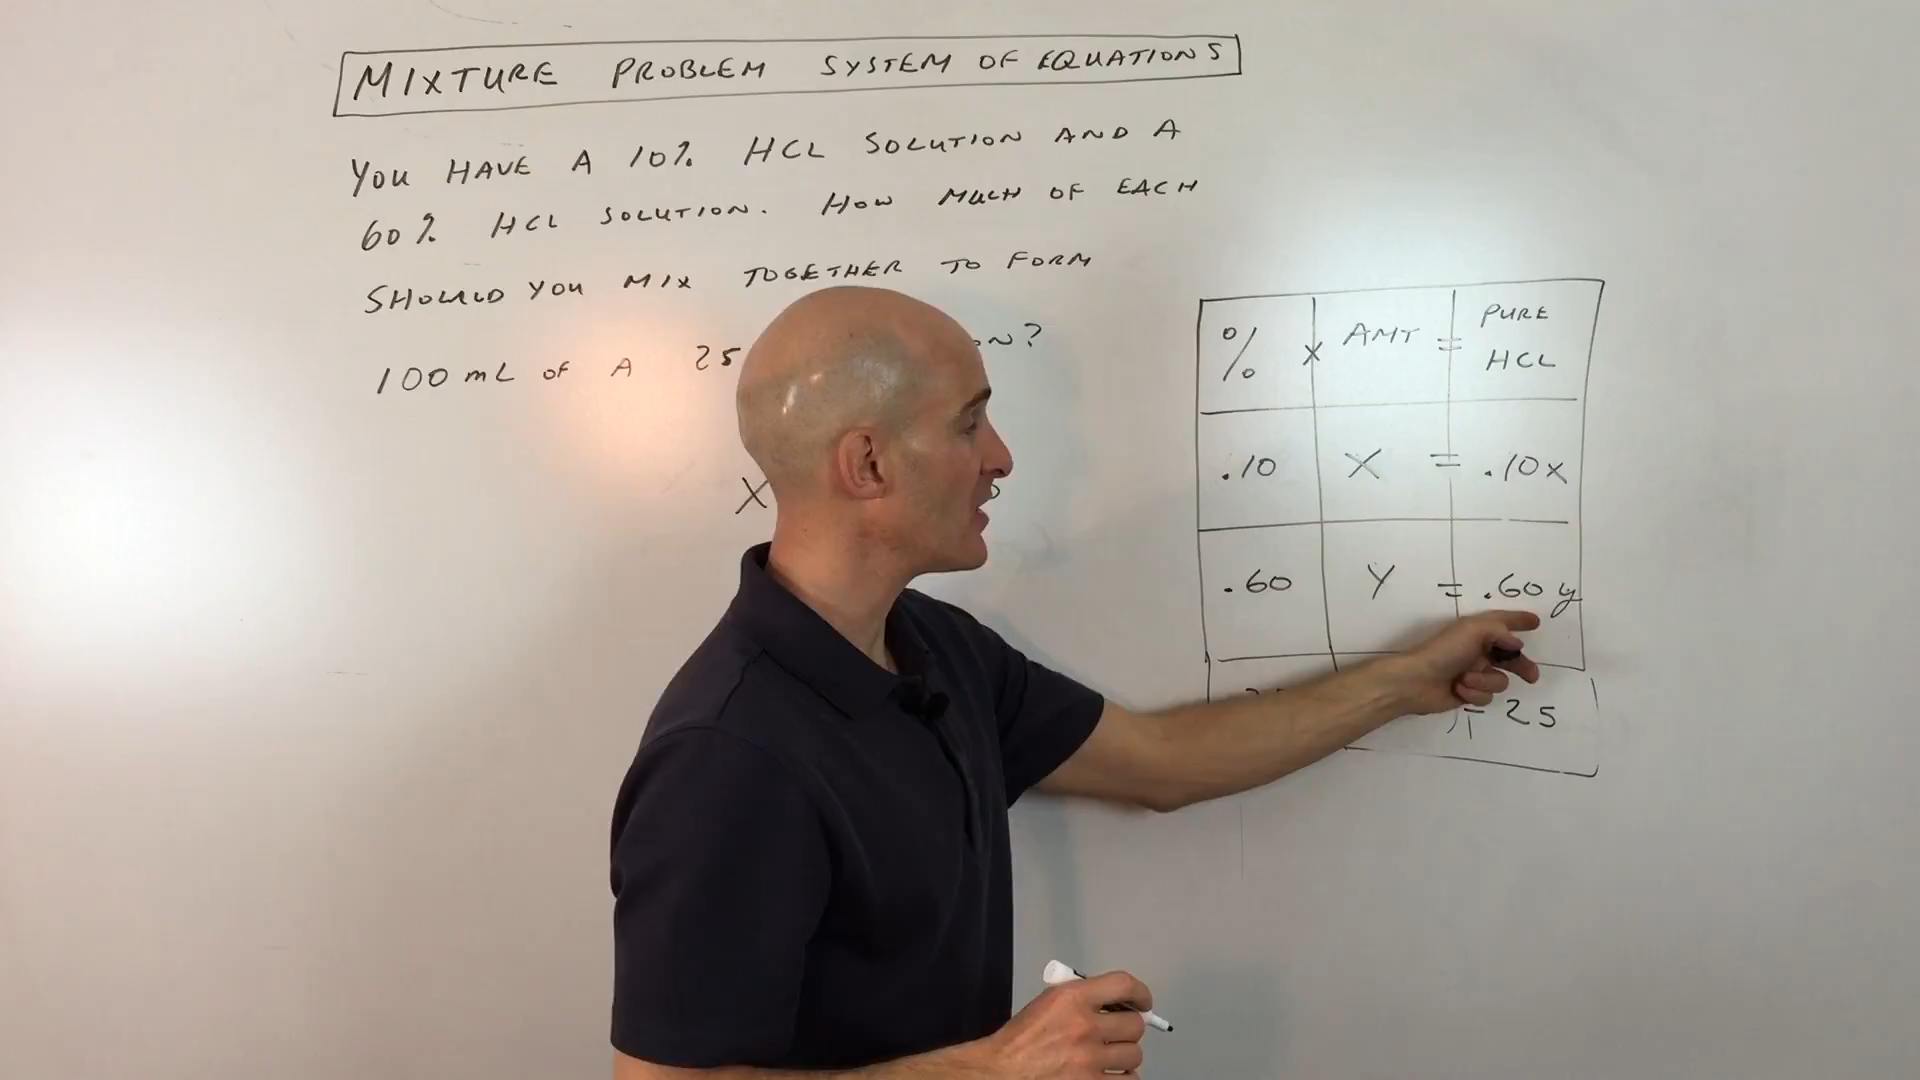 MIXTURE PROBLEM SYSTEM OF EQUATIONS
YOU HAVE A 10% HCL SOLUTION AND A
60% HCL SOLUTION. HOW MUCH OF EACH
SHOULD YOU MIX TOGETHER TO FORM
100 mL OF A 25
X
% x AMT = PURE HCL
.10 X = .10x
.60 Y = .60 y
= 25